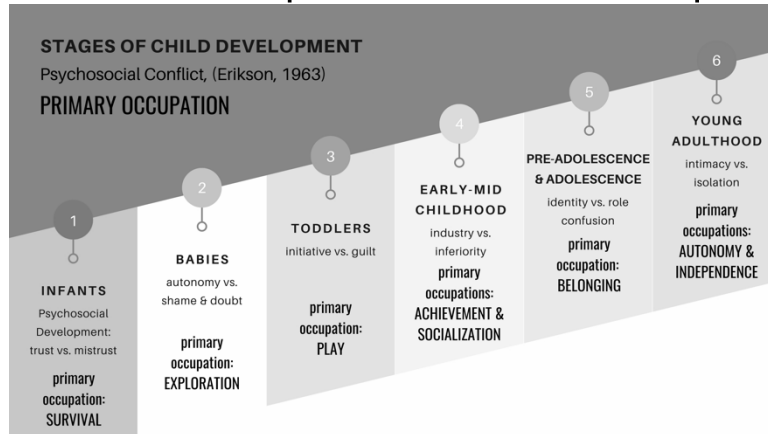 STAGES OF CHILD DEVELOPMENT
Psychosocial Conflict, (Erikson, 1963)
PRIMARY OCCUPATION
1
INFANTS
Psychosocial
Development:
trust vs. mistrust
primary
occupation:
SURVIVAL
2
BABIES
autonomy vs.
shame & doubt
primary
occupation:
EXPLORATION
3
TODDLERS
initiative vs. guilt
primary
occupation:
PLAY
4
EARLY-MID
CHILDHOOD
industry vs.
inferiority
primary
occupations:
ACHIEVEMENT &
SOCIALIZATION
5
PRE-ADOLESCENCE
& ADOLESCENCE
identity vs. role
confusion
primary
occupation:
BELONGING
6
YOUNG
ADULTHOOD
intimacy vs.
isolation
primary
occupations:
AUTONOMY &
INDEPENDENCE